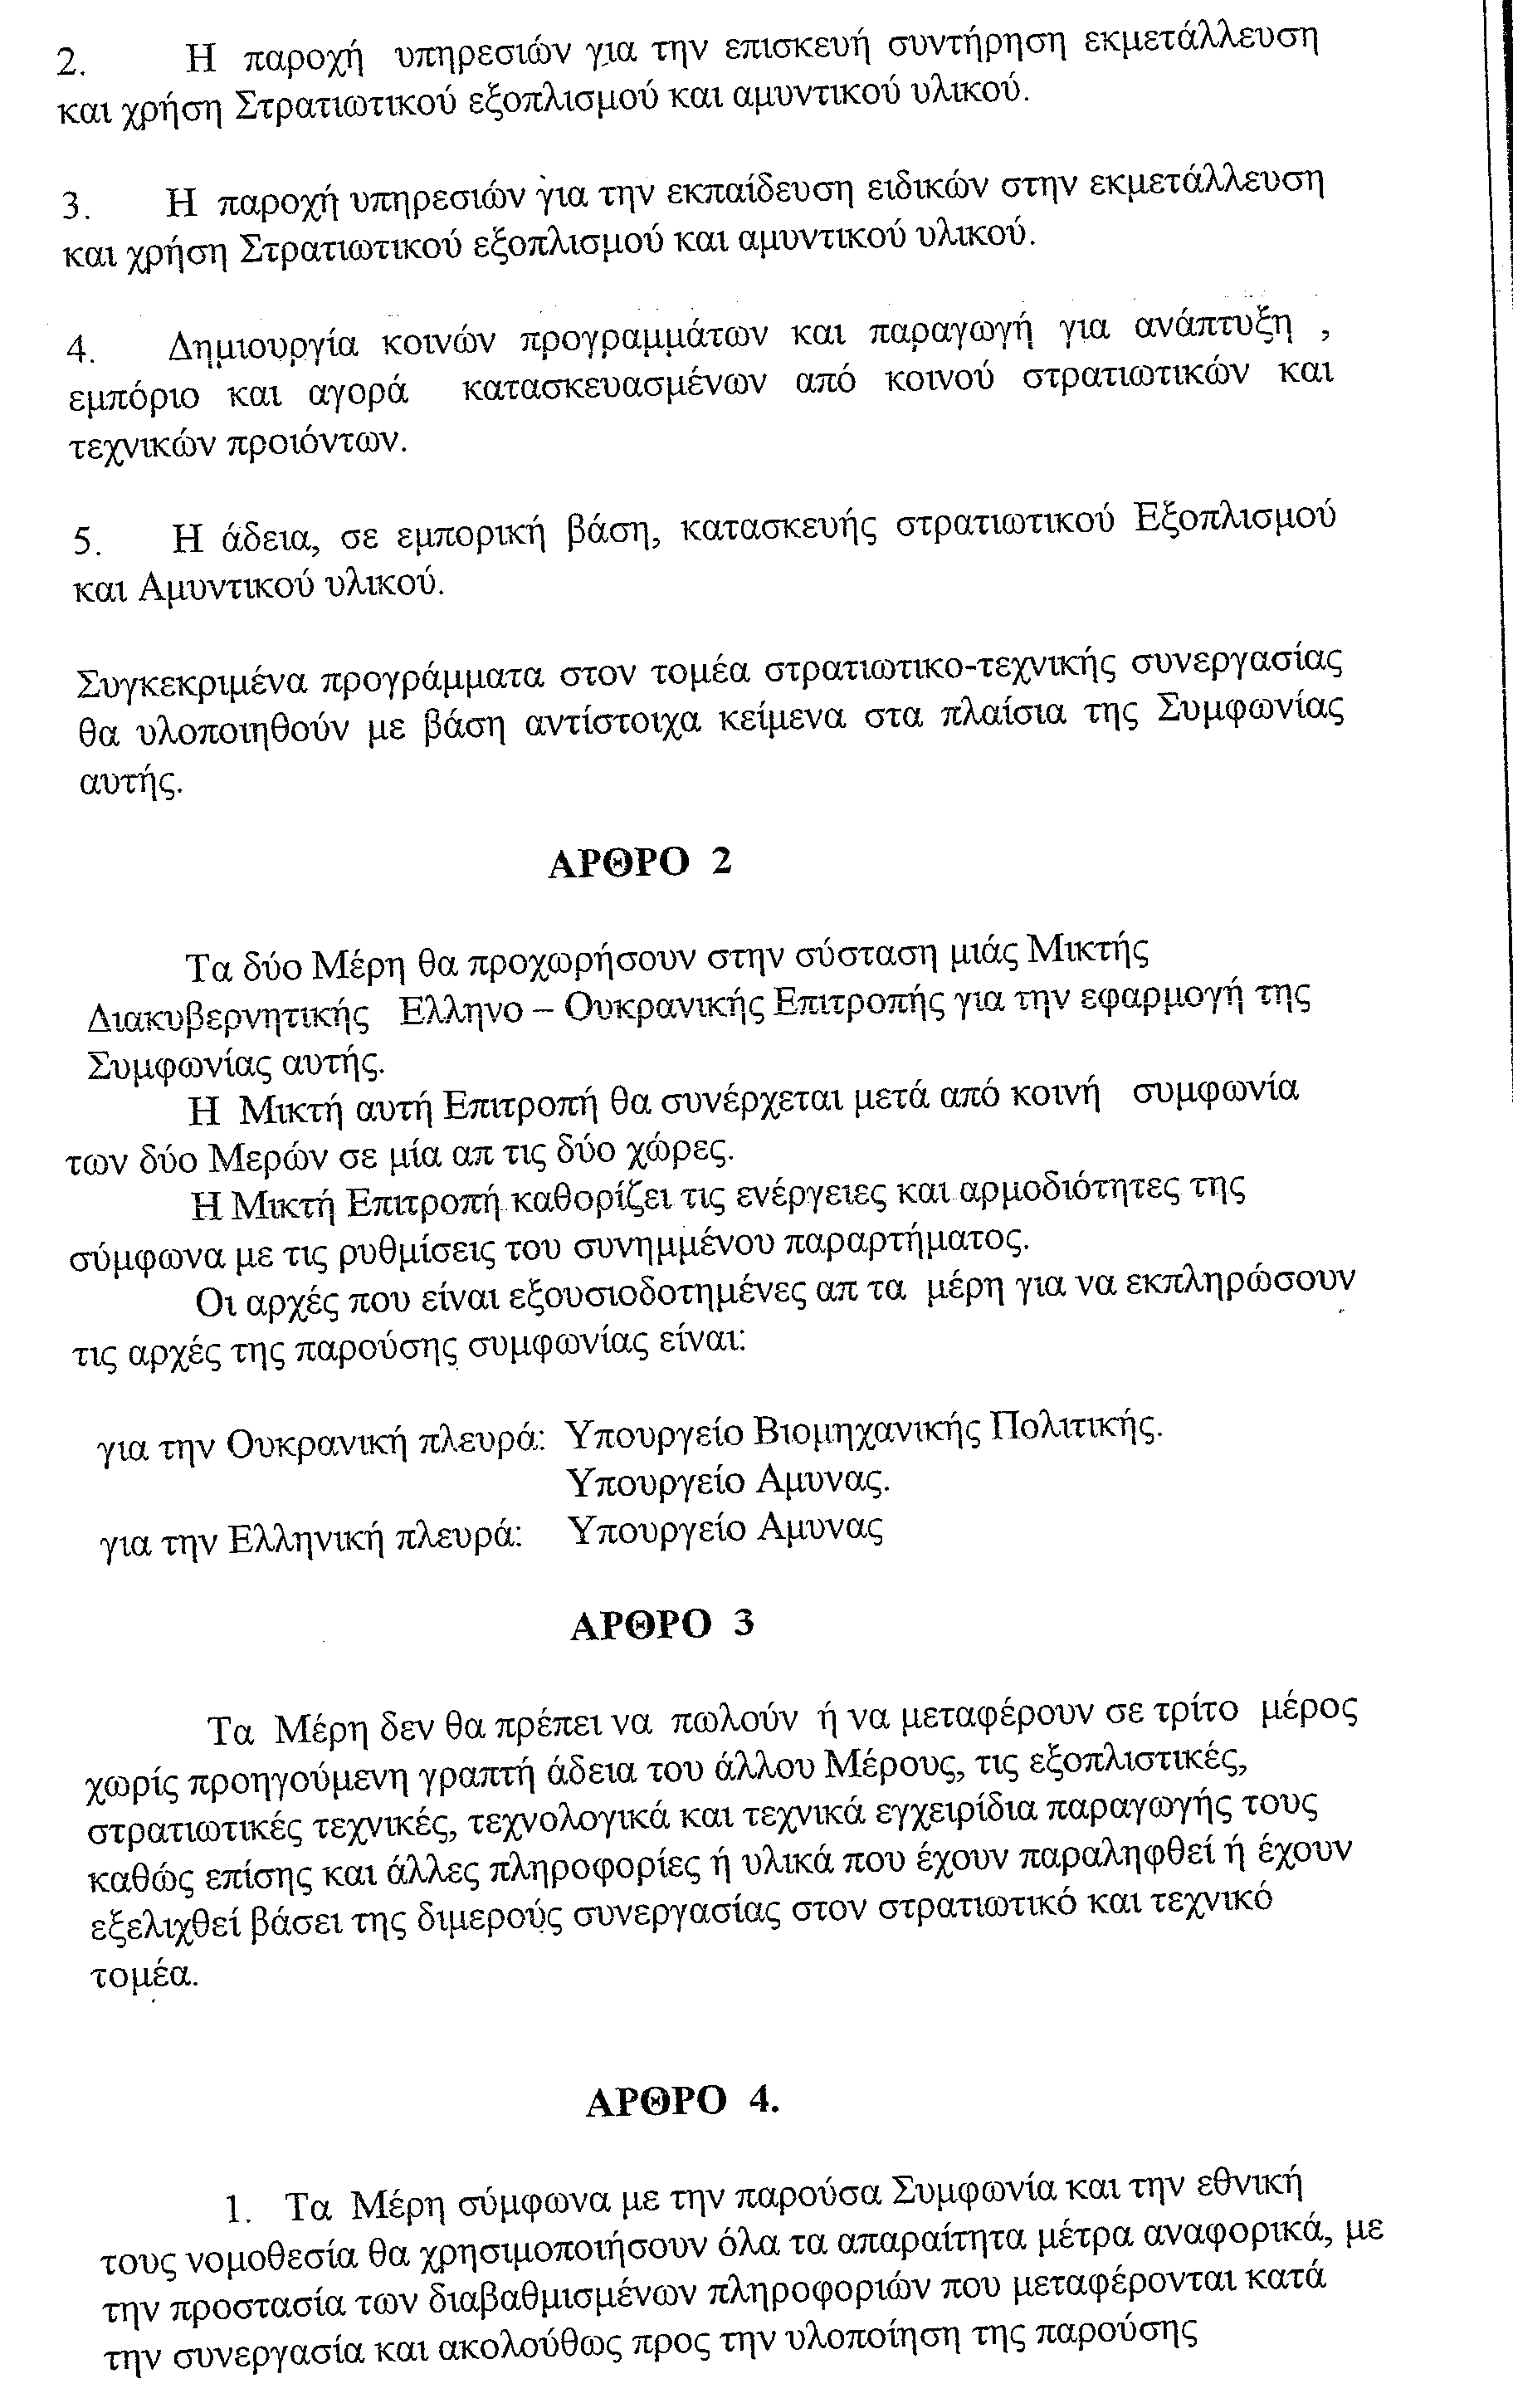 2. Η παροχή υπηρεσιών για την επισκευή συντήρηση εκμετάλλευση
και χρήση Στρατιωτικού εξοπλισμού και αμυντικού υλικού.
3. Η παροχή υπηρεσιών για την εκπαίδευση ειδικών στην εκμετάλλευση
και χρήση Στρατιωτικού εξοπλισμού και αμυντικού υλικού.
4. Δημιουργία κοινών προγραμμάτων και παραγωγή για ανάπτυξη ,
εμπόριο και αγορά κατασκευασμένων από κοινού στρατιωτικών και
τεχνικών προιόντων.
5. Η άδεια, σε εμπορική βάση, κατασκευής στρατιωτικού Εξοπλισμού
και Αμυντικού υλικού.
Συγκεκριμένα προγράμματα στον τομέα στρατιωτικο-τεχνικής συνεργασίας
θα υλοποιηθούν με βάση αντίστοιχα κείμενα στα πλαίσια της Συμφωνίας
αυτής.
ΑΡΘΡΟ 2
Τα δύο Μέρη θα προχωρήσουν στην σύσταση μιάς Μικτής
Διακυβερνητικής Ελληνο – Ουκρανικής Επιτροπής για την εφαρμογή της
Συμφωνίας αυτής.
Η Μικτή αυτή Επιτροπή θα συνέρχεται μετά από κοινή συμφωνία
των δύο Μερών σε μία απ τις δύο χώρες.
Η Μικτή Επιτροπή καθορίζει τις ενέργειες και αρμοδιότητες της
σύμφωνα με τις ρυθμίσεις του συνημμένου παραρτήματος.
Οι αρχές που είναι εξουσιοδοτημένες απ τα μέρη για να εκπληρώσουν
τις αρχές της παρούσης συμφωνίας είναι:
για την Ουκρανική πλευρά: Υπουργείο Βιομηχανικής Πολιτικής.
Υπουργείο Αμυνας.
για την Ελληνική πλευρά: Υπουργείο Αμυνας
ΑΡΘΡΟ 3
Τα Μέρη δεν θα πρέπει να πωλούν ή να μεταφέρουν σε τρίτο μέρος
χωρίς προηγούμενη γραπτή άδεια του άλλου Μέρους, τις εξοπλιστικές,
στρατιωτικές τεχνικές, τεχνολογικά και τεχνικά εγχειρίδια παραγωγής τους
καθώς επίσης και άλλες πληροφορίες ή υλικά που έχουν παραληφθεί ή έχουν
εξελιχθεί βάσει της διμερούς συνεργασίας στον στρατιωτικό και τεχνικό
τομέα.
ΑΡΘΡΟ 4.
1. Τα Μέρη σύμφωνα με την παρούσα Συμφωνία και την εθνική
τους νομοθεσία θα χρησιμοποιήσουν όλα τα απαραίτητα μέτρα αναφορικά, με
την προστασία των διαβαθμισμένων πληροφοριών που μεταφέρονται κατά
την συνεργασία και ακολούθως προς την υλοποίηση της παρούσης